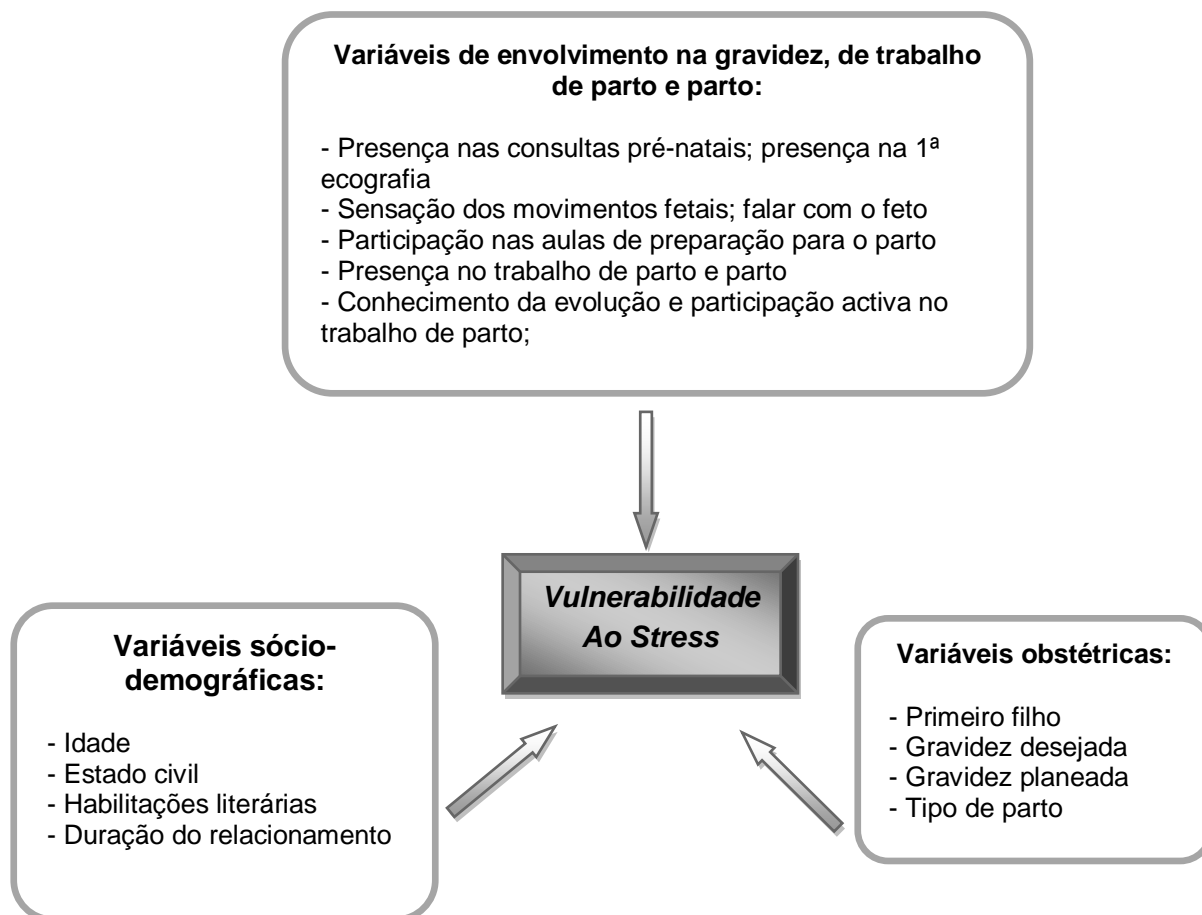 Variáveis de envolvimento na gravidez, de trabalho
de parto e parto:
- Presença nas consultas pré-natais; presença na 1ª
ecografia
- Sensação dos movimentos fetais; falar com o feto
- Participação nas aulas de preparação para o parto
- Presença no trabalho de parto e parto
- Conhecimento da evolução e participação activa no
trabalho de parto;
Vulnerabilidade
Ao Stress
Variáveis sócio-
demográficas:
- Idade
- Estado civil
- Habilitações literárias
- Duração do relacionamento
Variáveis obstétricas:
- Primeiro filho
- Gravidez desejada
- Gravidez planeada
- Tipo de parto